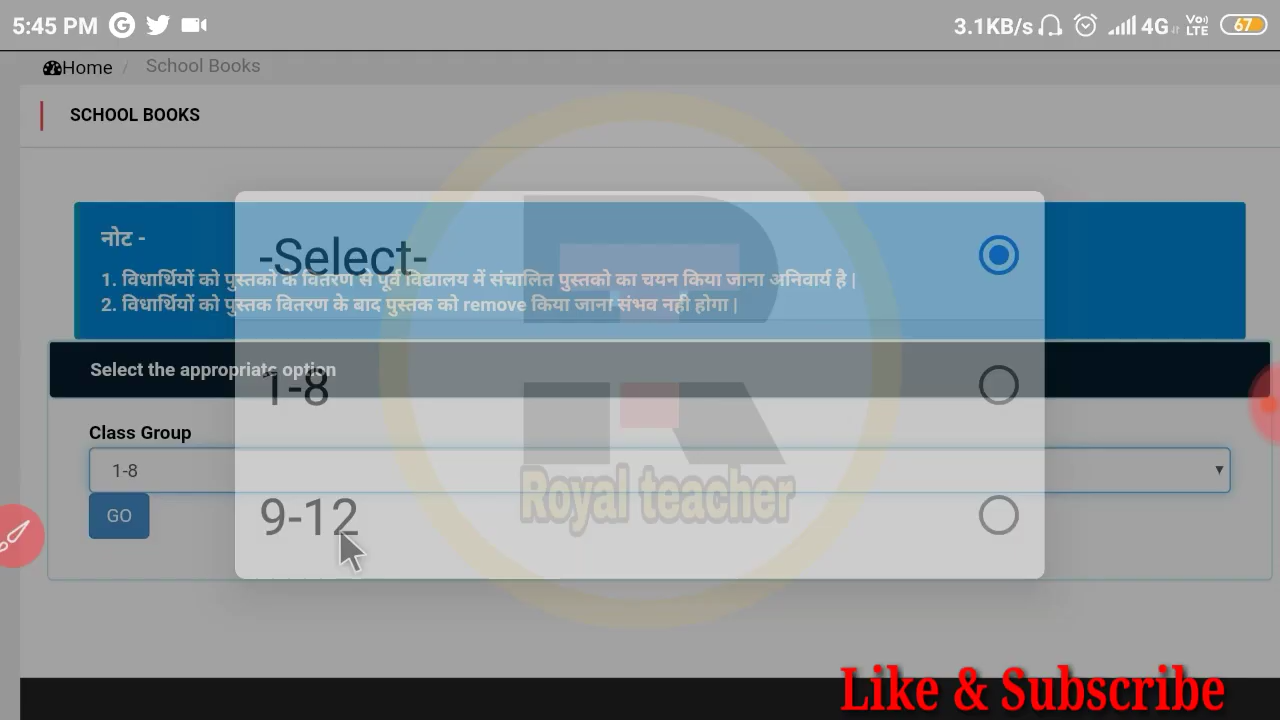 5:45 PM
3.1KB/s
4G
Vo)
LTE
67
Home / School Books
SCHOOL BOOKS
नोट -
1. विधार्थियों को पुस्तको के वितरण से पूर्व विद्यालय में संचालित पुस्तको का चयन किया जाना अनिवार्य है |
2. विधार्थियों को पुस्तक वितरण के बाद पुस्तक को remove किया जाना संभव नही होगा |
-Select-
Select the appropriate option
1-8
Class Group
1-8
9-12
GO
Royal teacher
Like & Subscribe